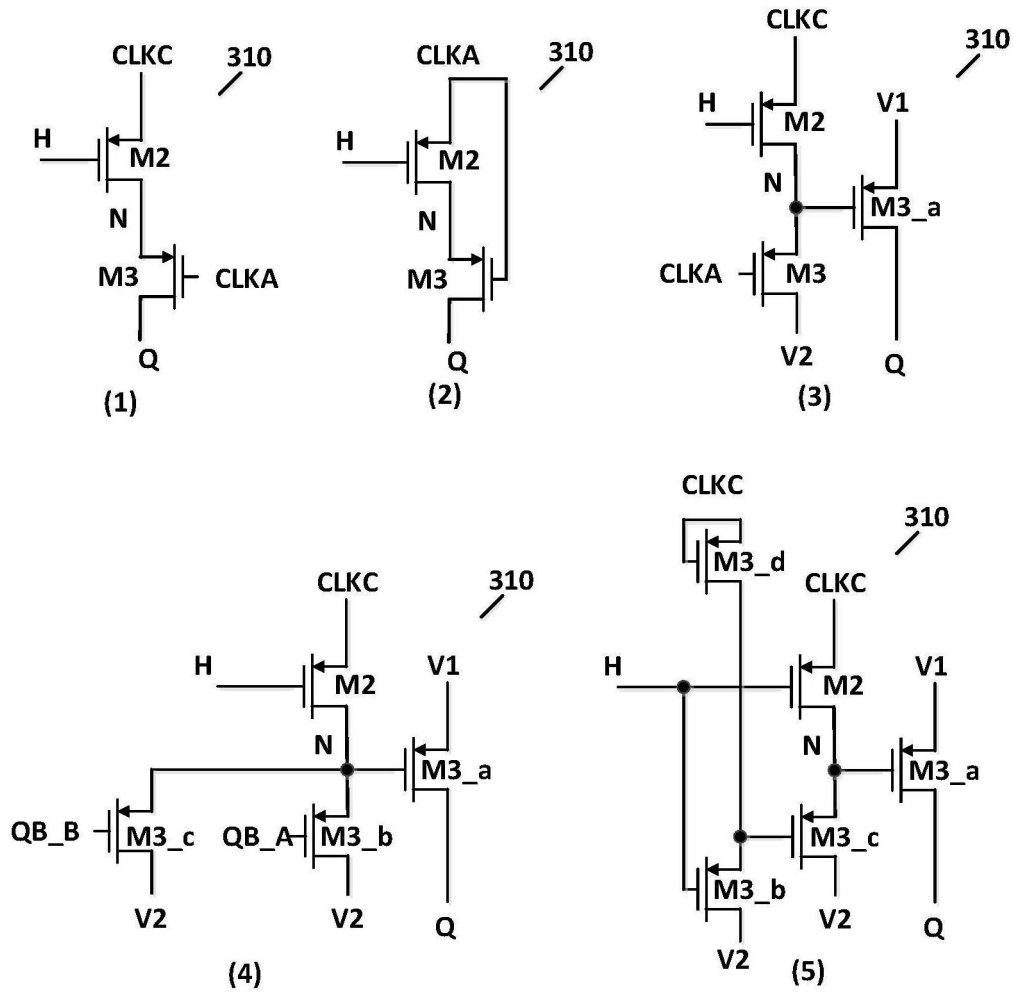 CLKC
310
H
M2
N
M3
CLKA
Q
(1)
CLKA
310
H
M2
N
M3
Q
(2)
CLKC
310
H
M2
V1
N
M3_a
CLKA
M3
V2
Q
(3)
310
CLKC
H
M2
V1
N
M3_a
QB_B
M3_c
QB_A
M3_b
V2
V2
Q
(4)
CLKC
310
M3_d
CLKC
H
M2
V1
N
M3_a
M3_c
M3_b
V2
V2
Q
(5)